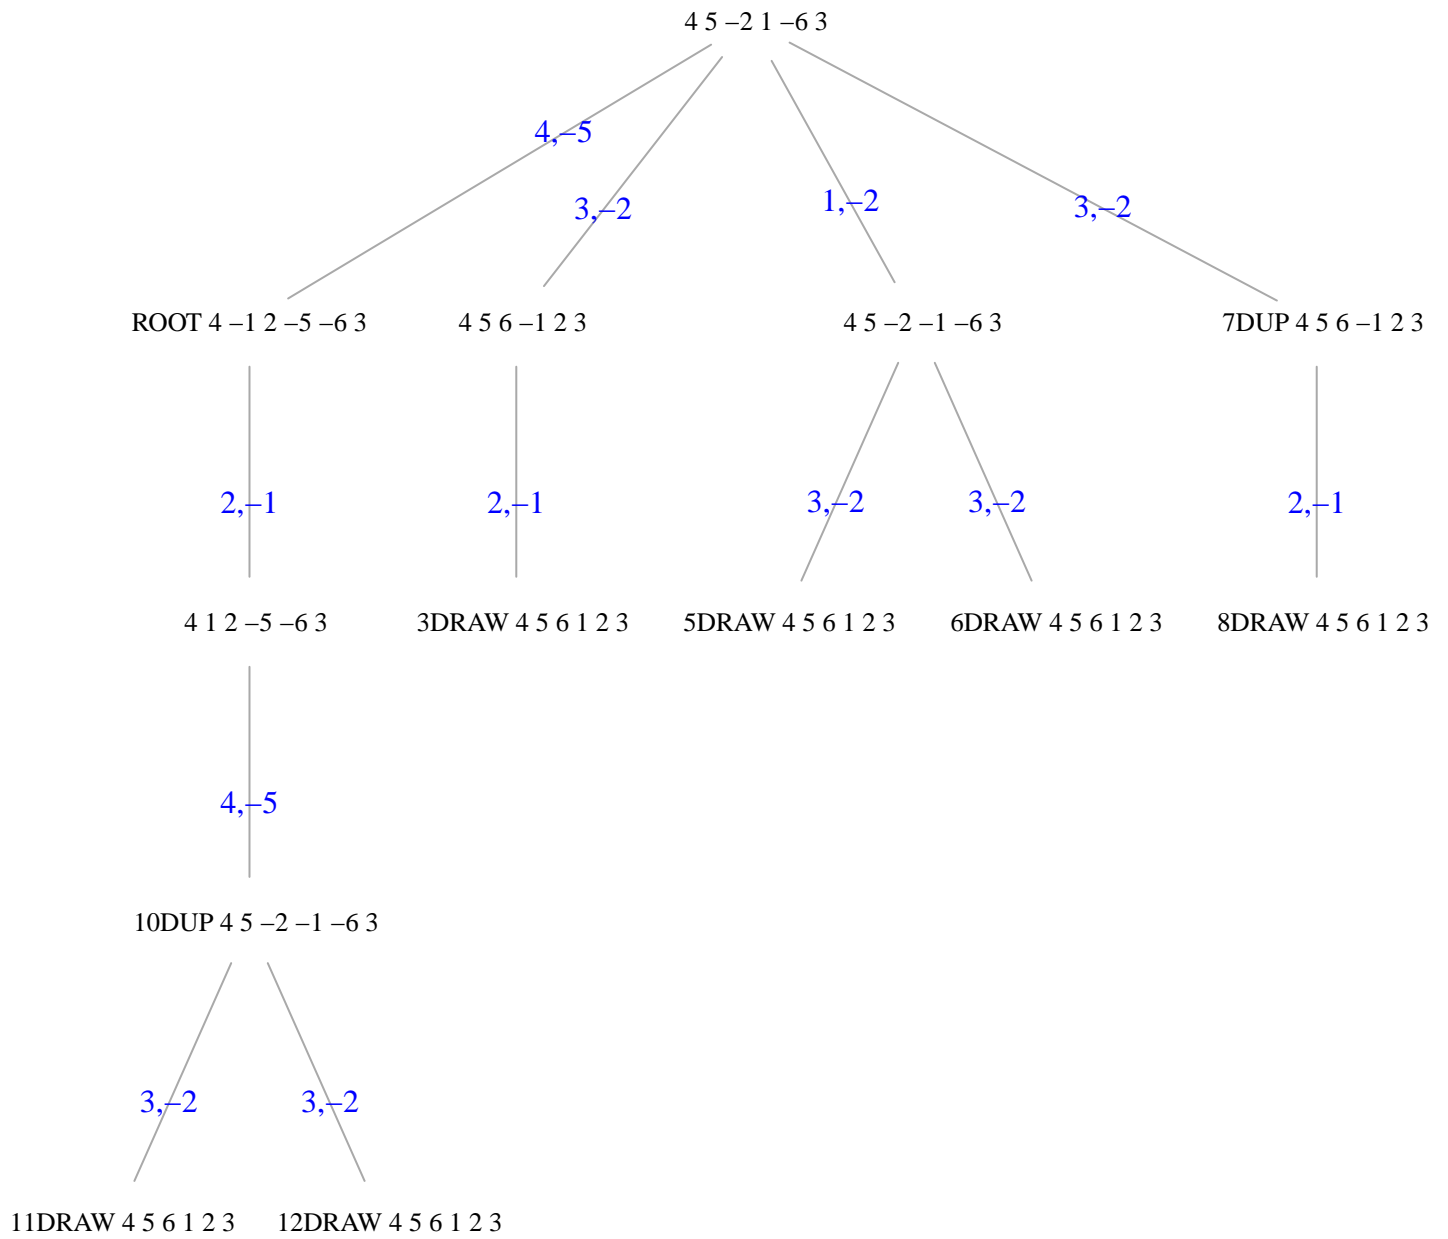 4 5 –2 1 –6 3
4,–5
3,–2
1,–2
3,–2
ROOT 4 –1 2 –5 –6 3
4 5 6 –1 2 3
4 5 –2 –1 –6 3
7DUP 4 5 6 –1 2 3
2,–1
2,–1
3,–2
3,–2
2,–1
4 1 2 –5 –6 3
3DRAW 4 5 6 1 2 3
5DRAW 4 5 6 1 2 3
6DRAW 4 5 6 1 2 3
8DRAW 4 5 6 1 2 3
4,–5
10DUP 4 5 –2 –1 –6 3
3,–2
3,–2
11DRAW 4 5 6 1 2 3
12DRAW 4 5 6 1 2 3